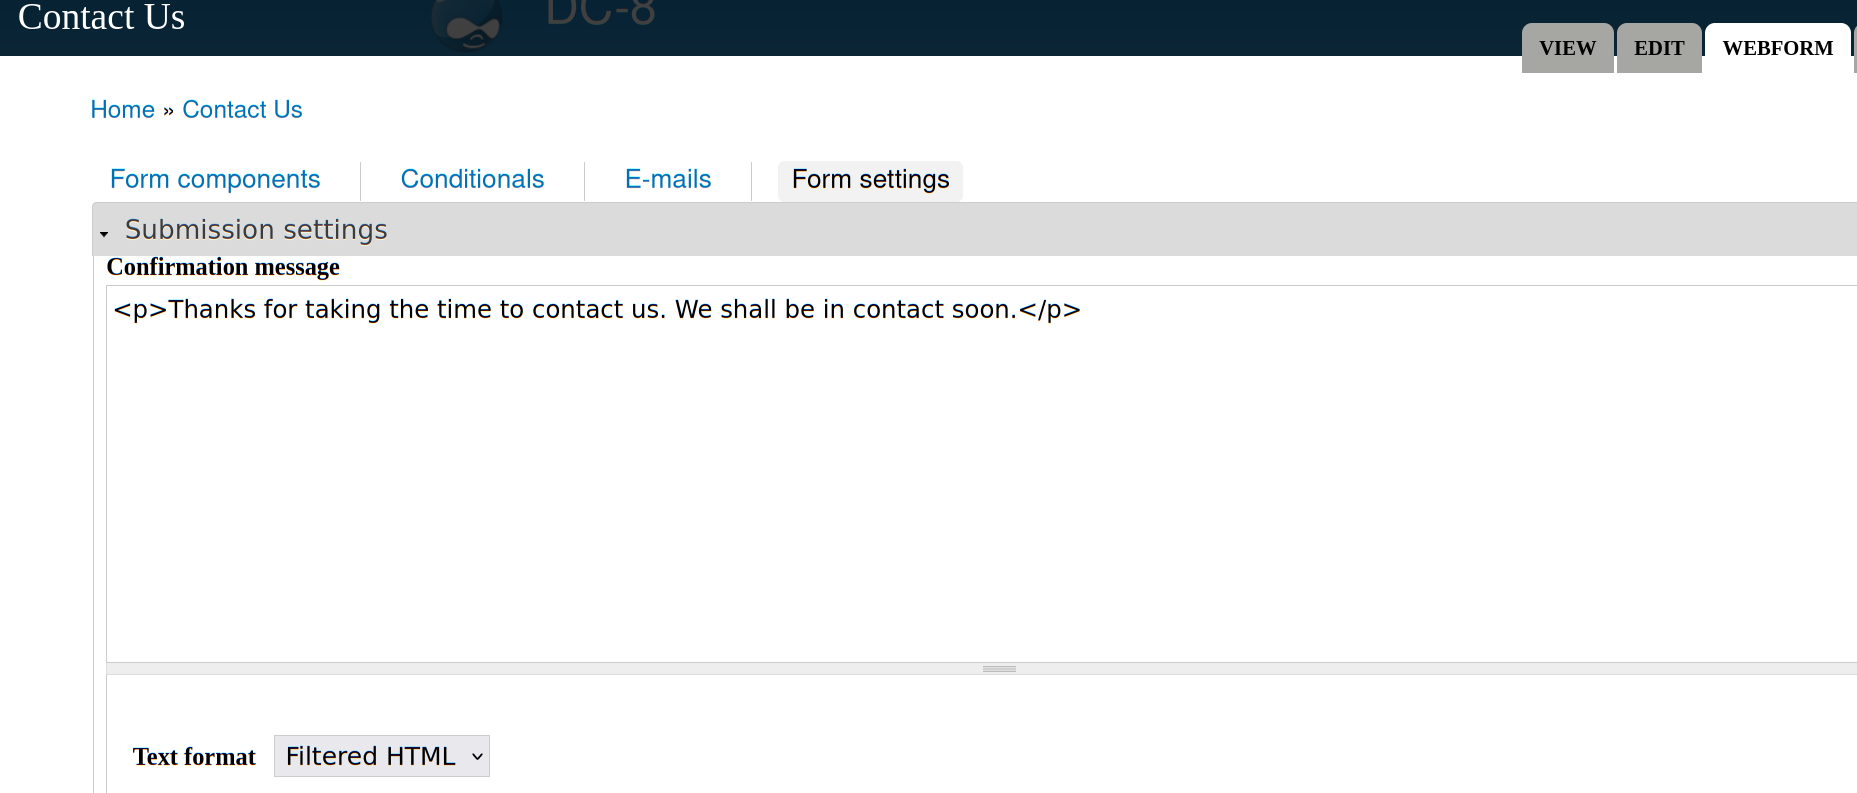 Contact Us
DC-8
VIEW EDIT WEBFORM
Home » Contact Us
Form components Conditionals E-mails Form settings
Submission settings
Confirmation message
<p>Thanks for taking the time to contact us. We shall be in contact soon.</p>
Text format Filtered HTML